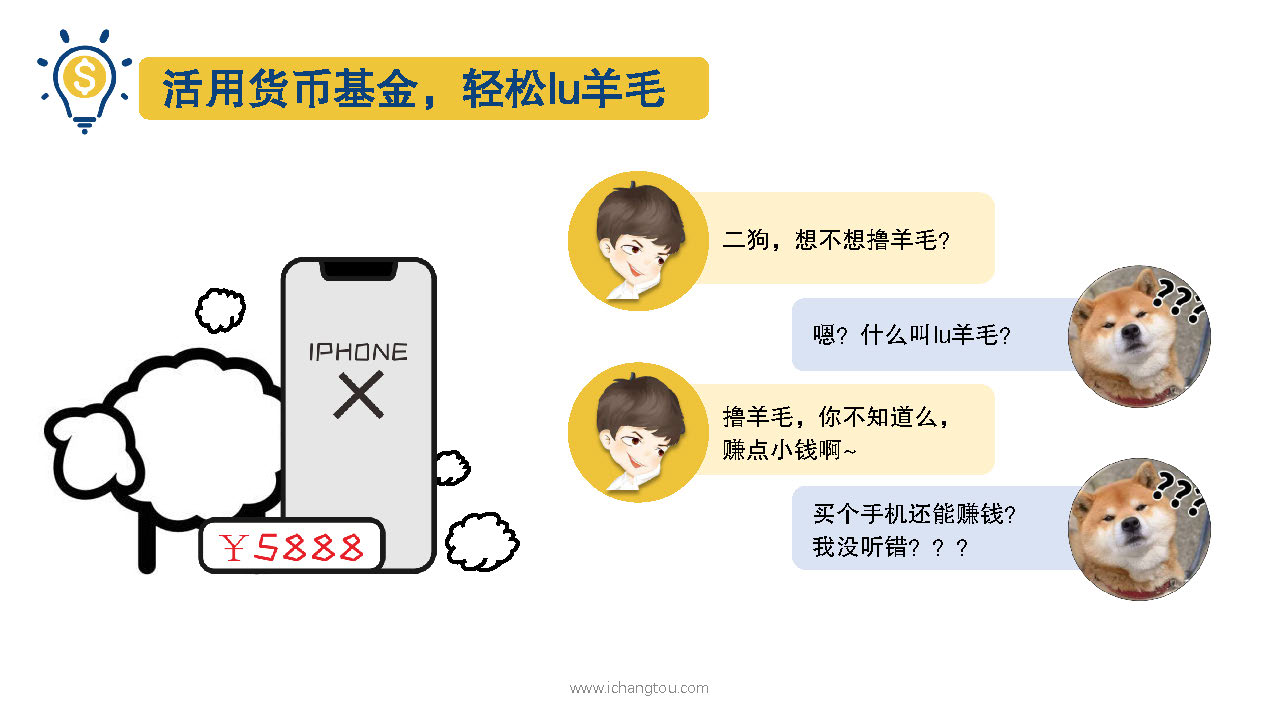 活用货币基金，轻松lu羊毛
二狗，想不想撸羊毛？
嗯？什么叫lu羊毛？
撸羊毛，你不知道么，
赚点小钱啊~
买个手机还能赚钱？
我没听错？？？
IPHONE
X
￥5888
???
???
www.ichangtou.com